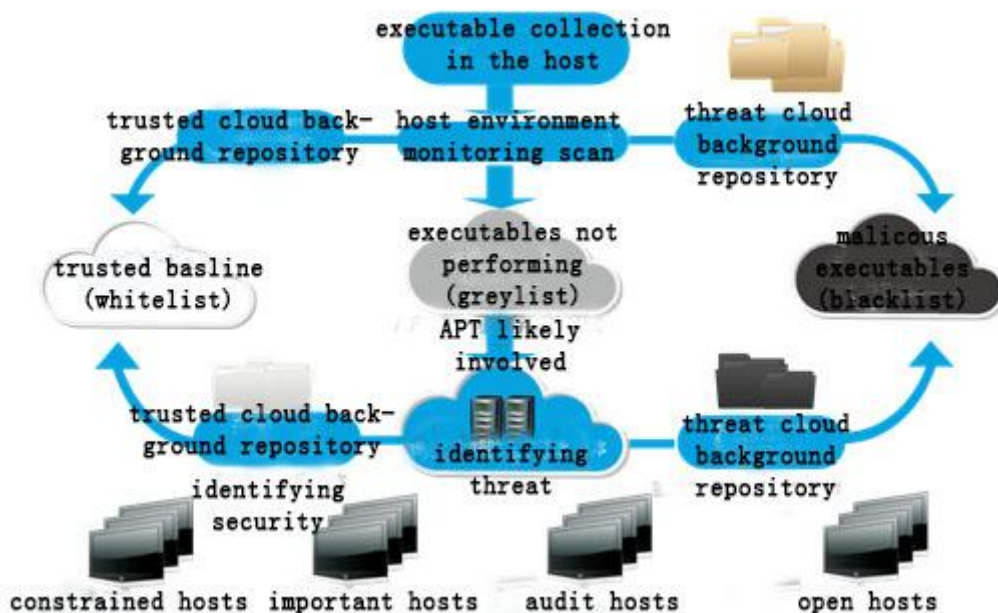 executable collection
in the host
trusted cloud back-
ground repository
host environment
monitoring scan
threat cloud
background
repository
trusted basline
(whitelist)
executables not
performing
(greylist)
malicous
executables
(blacklist)
APT likely
involved
trusted cloud back-
ground repository
identifying
threat
threat cloud
background
repository
identifying
security
constrained hosts
important hosts
audit hosts
open hosts